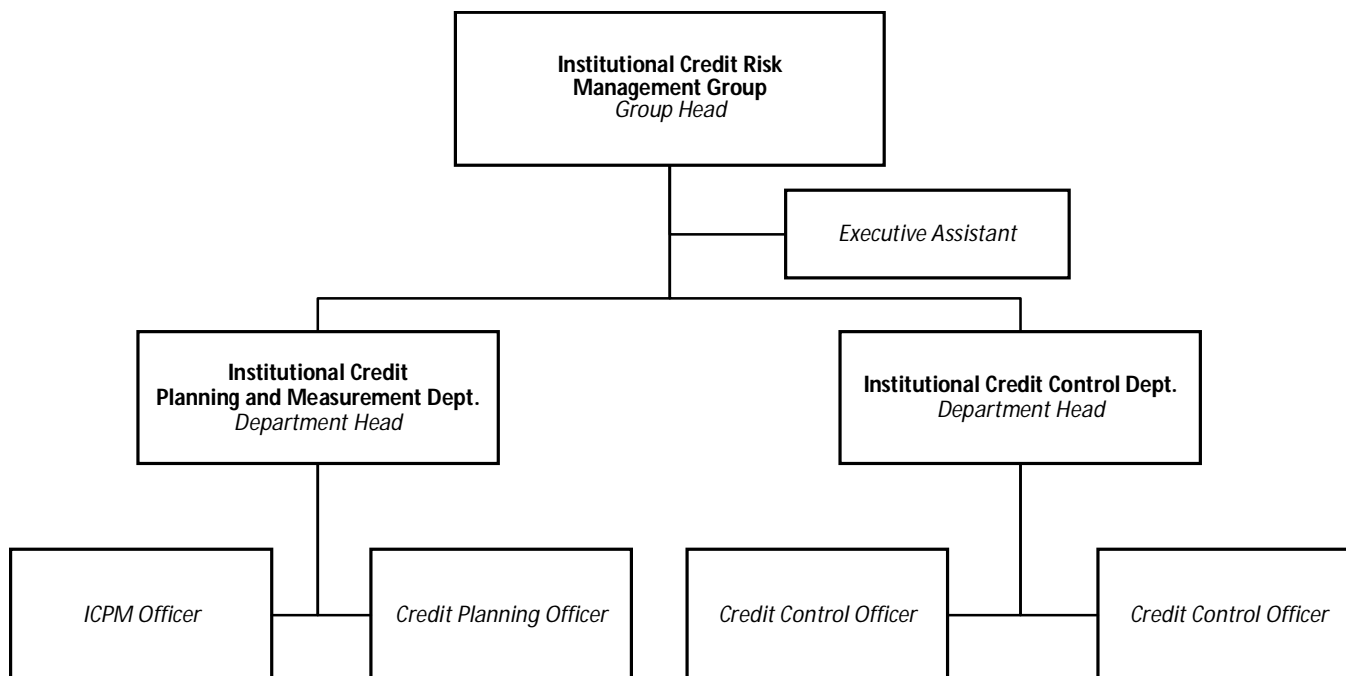 Institutional Credit Risk
Management Group
Group Head
Executive Assistant
Institutional Credit
Planning and Measurement Dept.
Department Head
Institutional Credit Control Dept.
Department Head
ICPM Officer
Credit Planning Officer
Credit Control Officer
Credit Control Officer